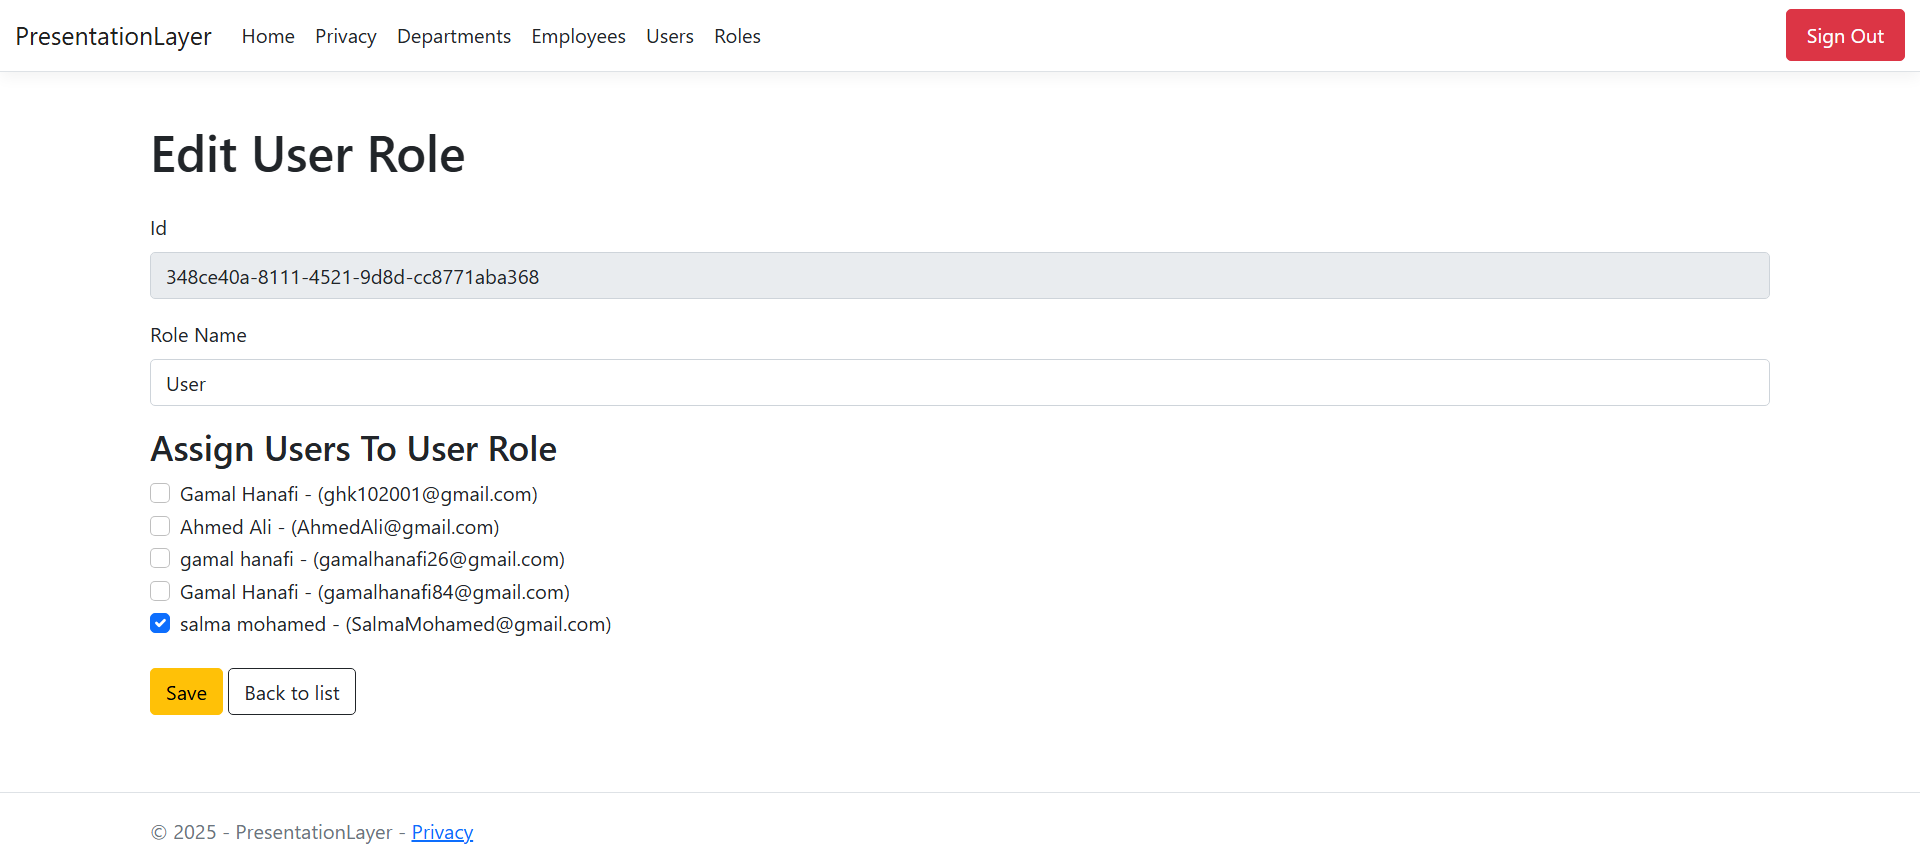 PresentationLayer Home Privacy Departments Employees Users Roles Sign Out
Edit User Role
Id
348ce40a-8111-4521-9d8d-cc8771aba368
Role Name
User
Assign Users To User Role
Gamal Hanafi - (ghk102001@gmail.com)
Ahmed Ali - (AhmedAli@gmail.com)
gamal hanafi - (gamalhanafi26@gmail.com)
Gamal Hanafi - (gamalhanafi84@gmail.com)
salma mohamed - (SalmaMohamed@gmail.com)
Save Back to list
© 2025 - PresentationLayer - Privacy